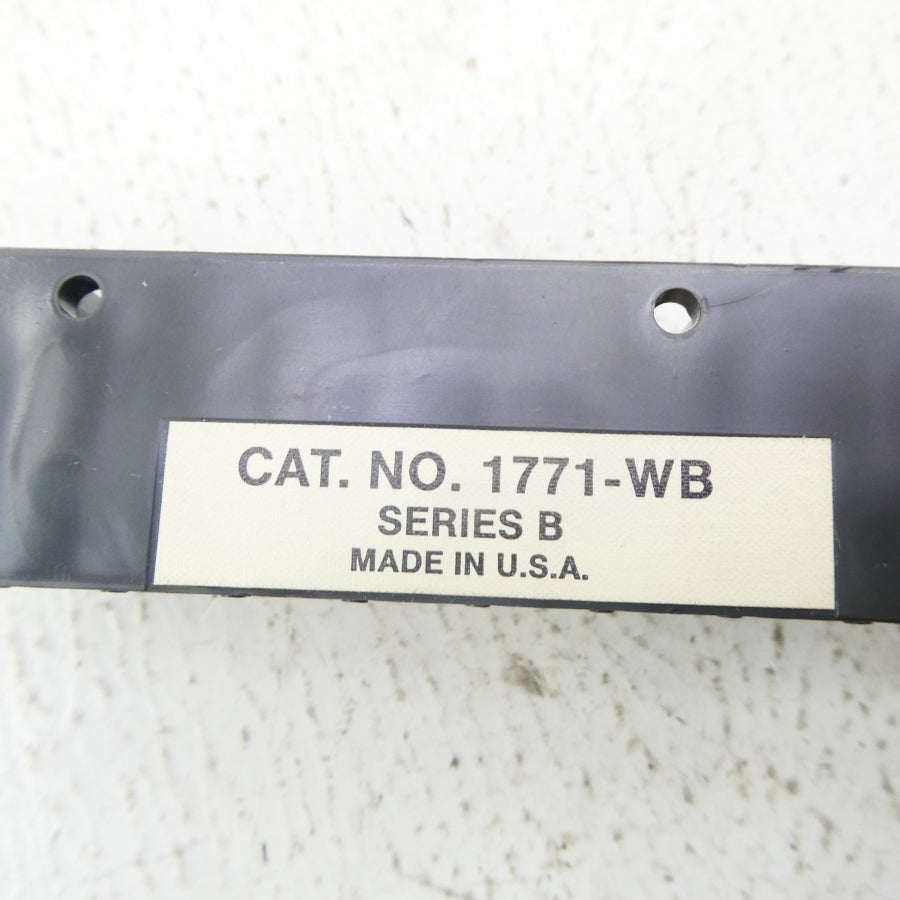 CAT. NO. 1771-WB
SERIES B
MADE IN U.S.A.